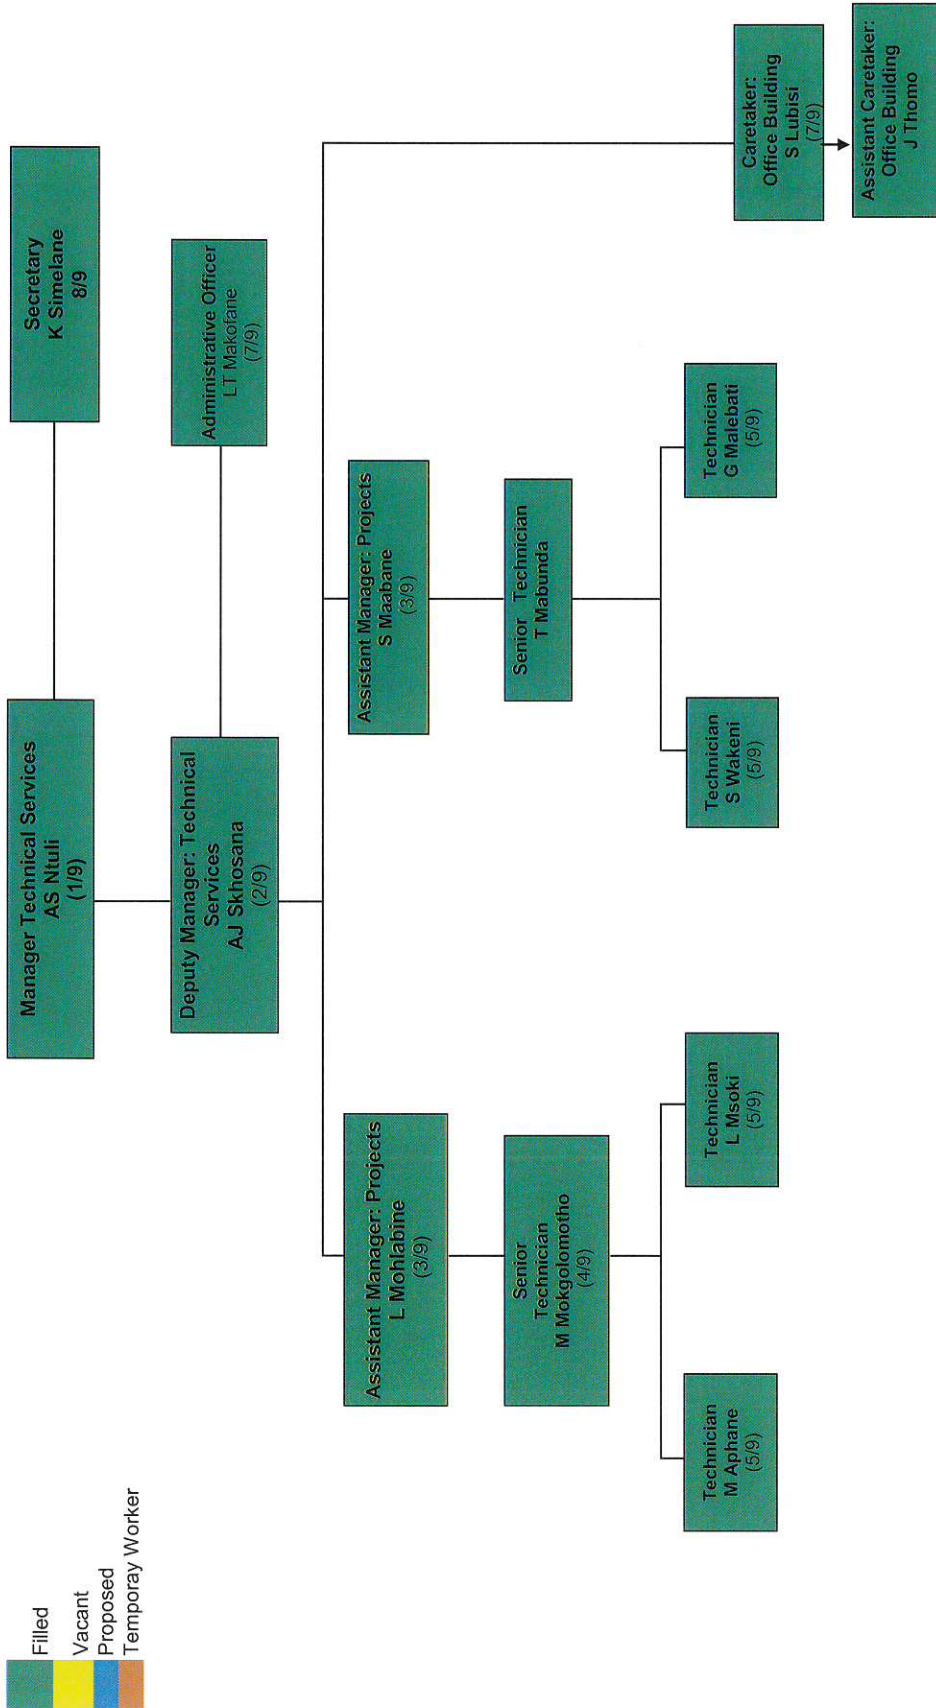 Filled
Vacant
Proposed
Temporay Worker
Manager Technical Services
AS Ntuli
(1/9)
Secretary
K Simelane
8/9
Deputy Manager: Technical
Services
AJ Skhosana
(2/9)
Administrative Officer
LT Makofane
(7/9)
Assistant Manager: Projects
L Mohlabine
(3/9)
Assistant Manager: Projects
S Maabane
(3/9)
Senior
Technician
M Mokgolomotho
(4/9)
Senior Technician
T Mabunda
Technician
M Aphane
(5/9)
Technician
L Msoki
(5/9)
Technician
S Wakeni
(5/9)
Technician
G Malebati
(5/9)
Caretaker:
Office Building
S Lubisi
(7/9)
Assistant Caretaker:
Office Building
J Thomo